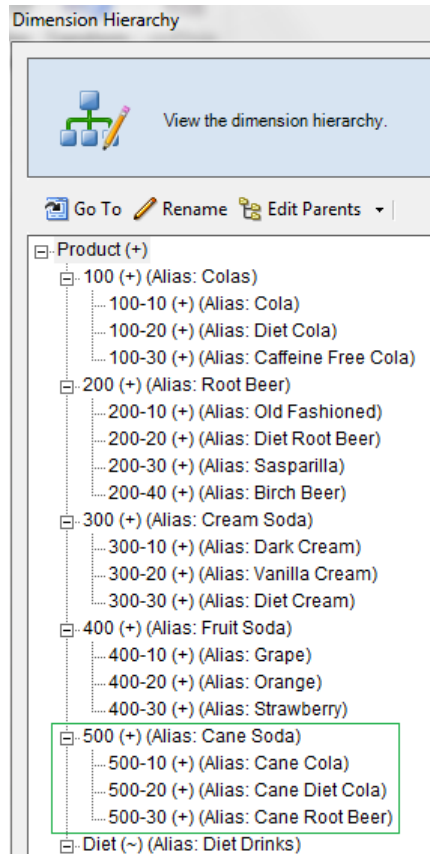 Dimension Hierarchy
View the dimension hierarchy.
Go To Rename Edit Parents
Product (+)
100 (+) (Alias: Colas)
100-10 (+) (Alias: Cola)
100-20 (+) (Alias: Diet Cola)
100-30 (+) (Alias: Caffeine Free Cola)
200 (+) (Alias: Root Beer)
200-10 (+) (Alias: Old Fashioned)
200-20 (+) (Alias: Diet Root Beer)
200-30 (+) (Alias: Sasparilla)
200-40 (+) (Alias: Birch Beer)
300 (+) (Alias: Cream Soda)
300-10 (+) (Alias: Dark Cream)
300-20 (+) (Alias: Vanilla Cream)
300-30 (+) (Alias: Diet Cream)
400 (+) (Alias: Fruit Soda)
400-10 (+) (Alias: Grape)
400-20 (+) (Alias: Orange)
400-30 (+) (Alias: Strawberry)
500 (+) (Alias: Cane Soda)
500-10 (+) (Alias: Cane Cola)
500-20 (+) (Alias: Cane Diet Cola)
500-30 (+) (Alias: Cane Root Beer)
Diet (~) (Alias: Diet Drinks)